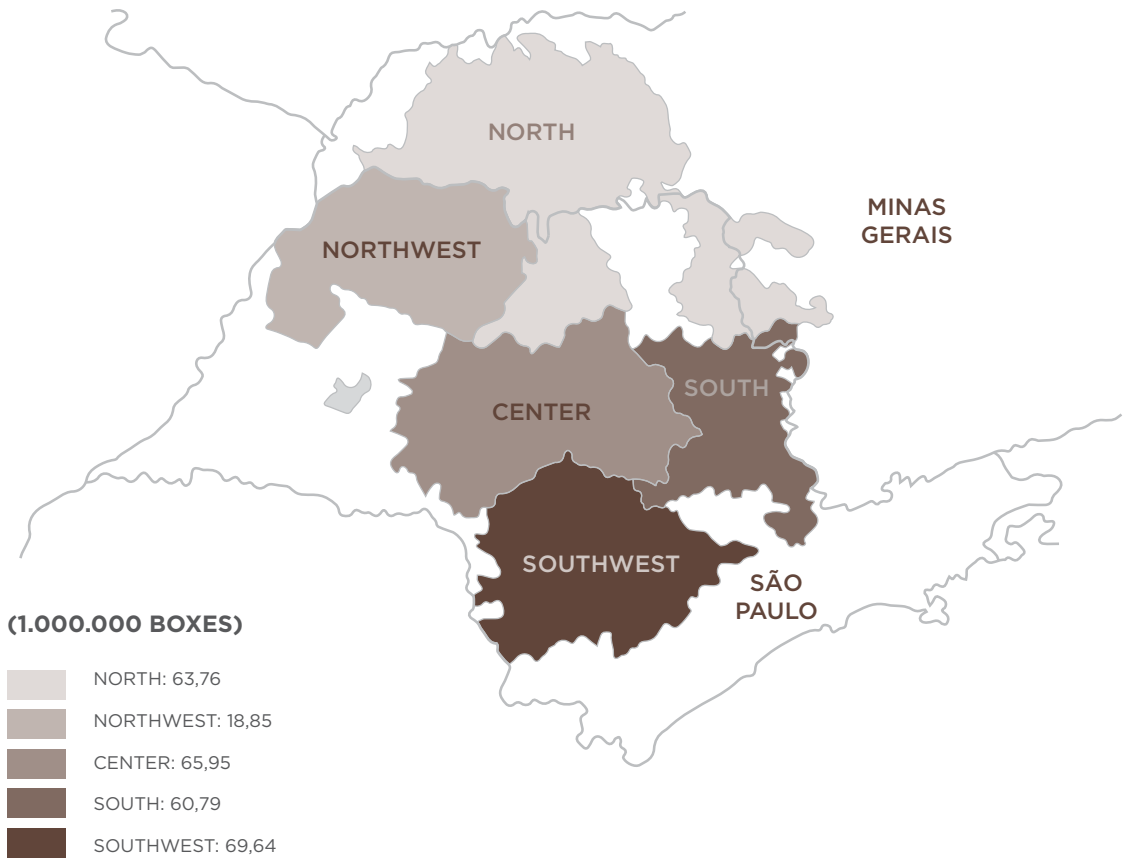 NORTH
MINAS
GERAIS
NORTHWEST
SOUTH
CENTER
SOUTHWEST
SÃO
PAULO
(1.000.000 BOXES)
NORTH: 63,76
NORTHWEST: 18,85
CENTER: 65,95
SOUTH: 60,79
SOUTHWEST: 69,64